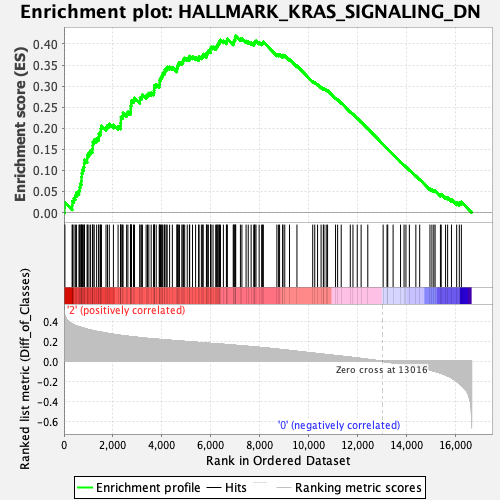 Enrichment plot: HALLMARK_KRAS_SIGNALING_DN
Enrichment score (ES)
0.40
0.35
0.30
0.25
0.20
0.15
0.10
0.05
0.00
Ranked list metric (Diff_of_Classes)
'2' (positively correlated)
0.4
0.2
0.0
-0.2
-0.4
-0.6
Zero cross at 13016
'0' (negatively correlated)
0 2,000 4,000 6,000 8,000 10,000 12,000 14,000 16,000
Rank in Ordered Dataset
Enrichment profile Hits Ranking metric scores